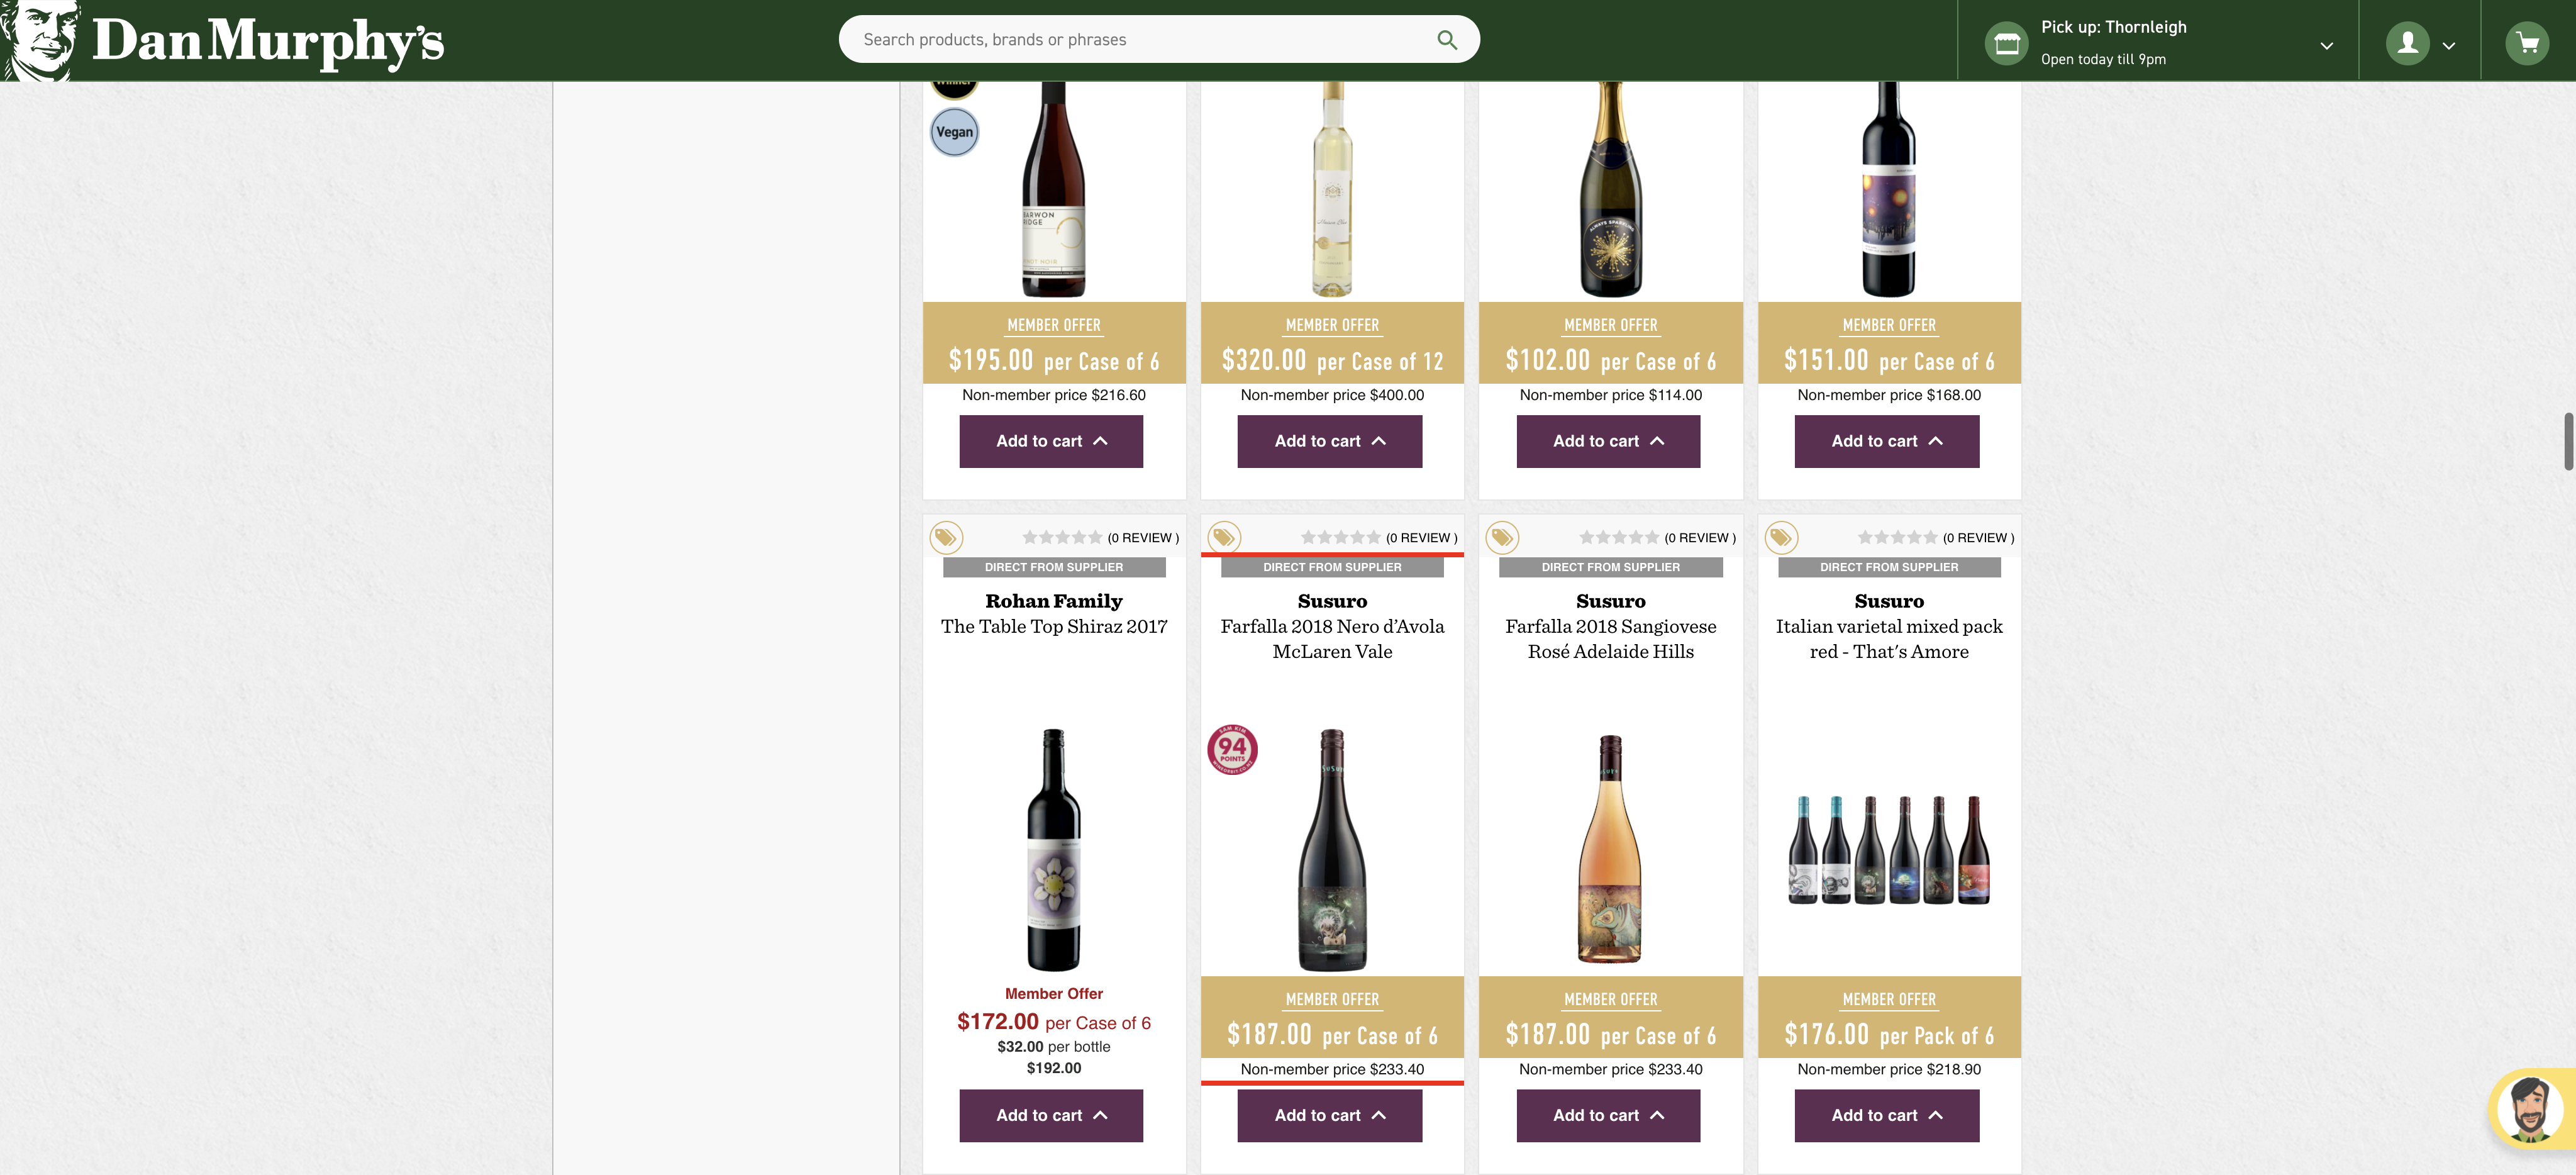 Dan Murphy's
Search products, brands or phrases
Pick up: Thornleigh
Open today till 9pm
Winner
Vegan
BARWON
RIDGE
PINOT NOIR
ALWAYS SPARKLING
MEMBER OFFER
$195.00 per Case of 6
Non-member price $216.60
Add to cart
MEMBER OFFER
$320.00 per Case of 12
Non-member price $400.00
Add to cart
MEMBER OFFER
$102.00 per Case of 6
Non-member price $114.00
Add to cart
MEMBER OFFER
$151.00 per Case of 6
Non-member price $168.00
Add to cart
(0 REVIEW )
DIRECT FROM SUPPLIER
Rohan Family
The Table Top Shiraz 2017
Member Offer
$172.00 per Case of 6
$32.00 per bottle
$192.00
Add to cart
(0 REVIEW )
DIRECT FROM SUPPLIER
Susuro
Farfalla 2018 Nero d’Avola
McLaren Vale
SAM KIM
94
POINTS
SUSURO
MEMBER OFFER
$187.00 per Case of 6
Non-member price $233.40
Add to cart
(0 REVIEW )
DIRECT FROM SUPPLIER
Susuro
Farfalla 2018 Sangiovese
Rosé Adelaide Hills
MEMBER OFFER
$187.00 per Case of 6
Non-member price $233.40
Add to cart
(0 REVIEW )
DIRECT FROM SUPPLIER
Susuro
Italian varietal mixed pack
red - That's Amore
MEMBER OFFER
$176.00 per Pack of 6
Non-member price $218.90
Add to cart